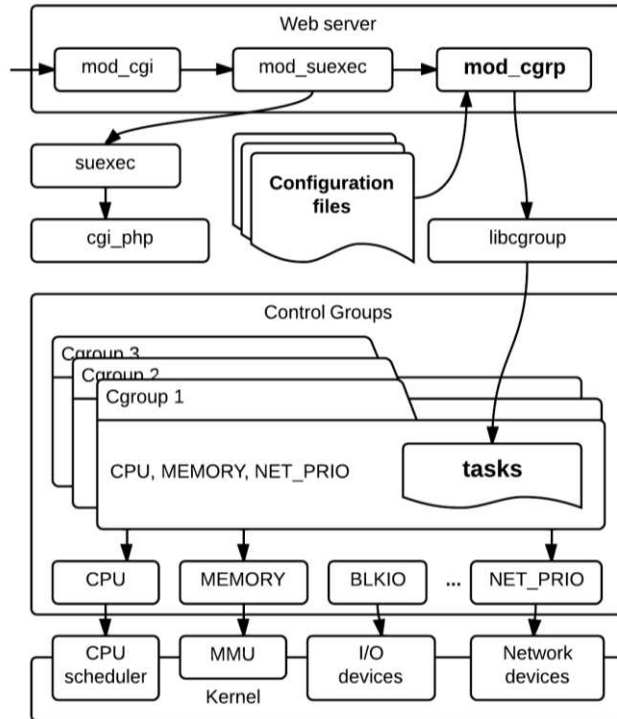 Web server
mod_cgi
mod_suexec
mod_cgrp
suexec
Configuration
files
cgi_php
libcgroup
Control Groups
Cgroup 3
Cgroup 2
Cgroup 1
CPU, MEMORY, NET_PRIO
tasks
CPU
MEMORY
BLKIO
...
NET_PRIO
CPU
scheduler
MMU
I/O
devices
Network
devices
Kernel